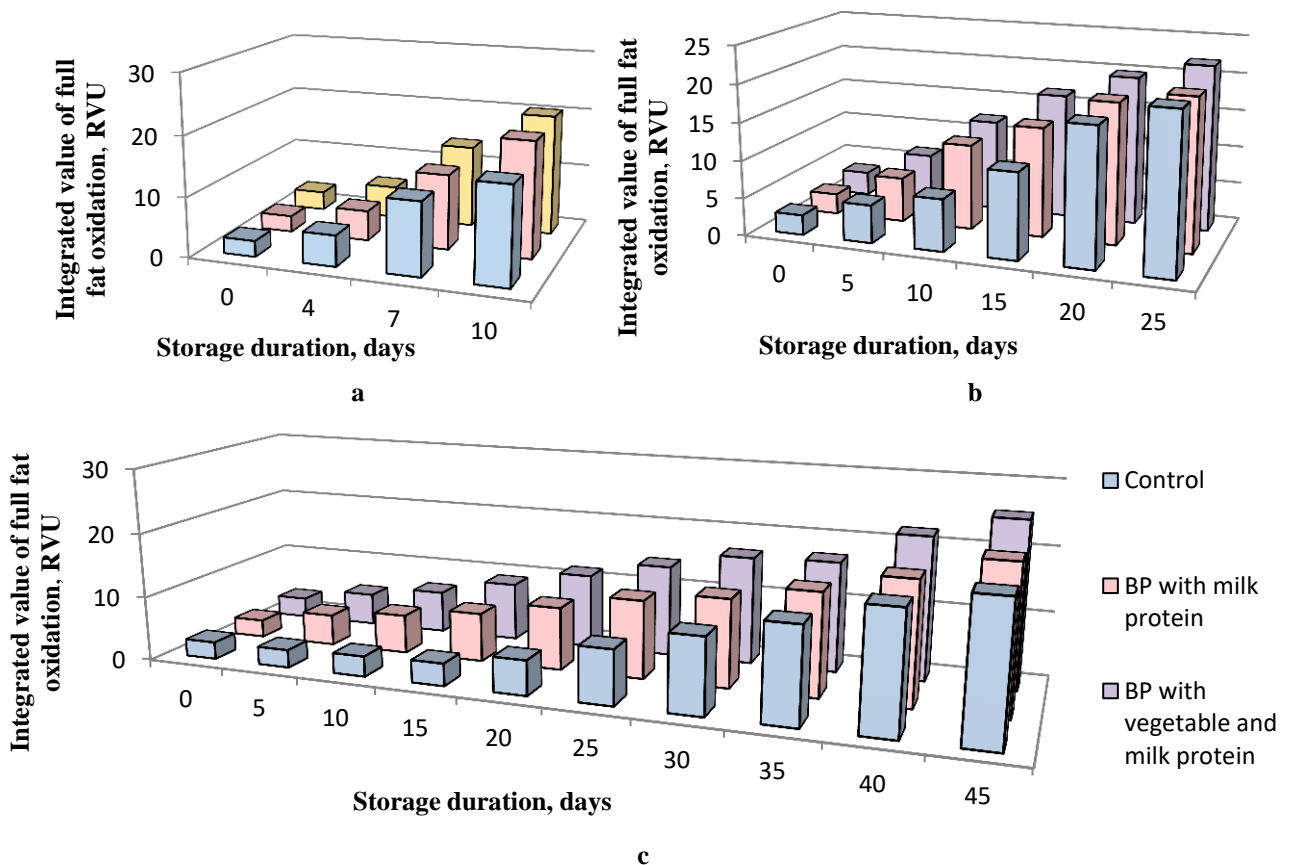 Integrated value of full
fat oxidation, RVU
30
20
10
0
0
4
7
10
Storage duration, days
a
Integrated value of full fat
oxidation, RVU
25
20
15
10
5
0
0
5
10
15
20
25
Storage duration, days
b
Integrated value of full fat
oxidation, RVU
30
20
10
0
0
5
10
15
20
25
30
35
40
45
Storage duration, days
Control
BP with milk
protein
BP with
vegetable and
milk protein
c